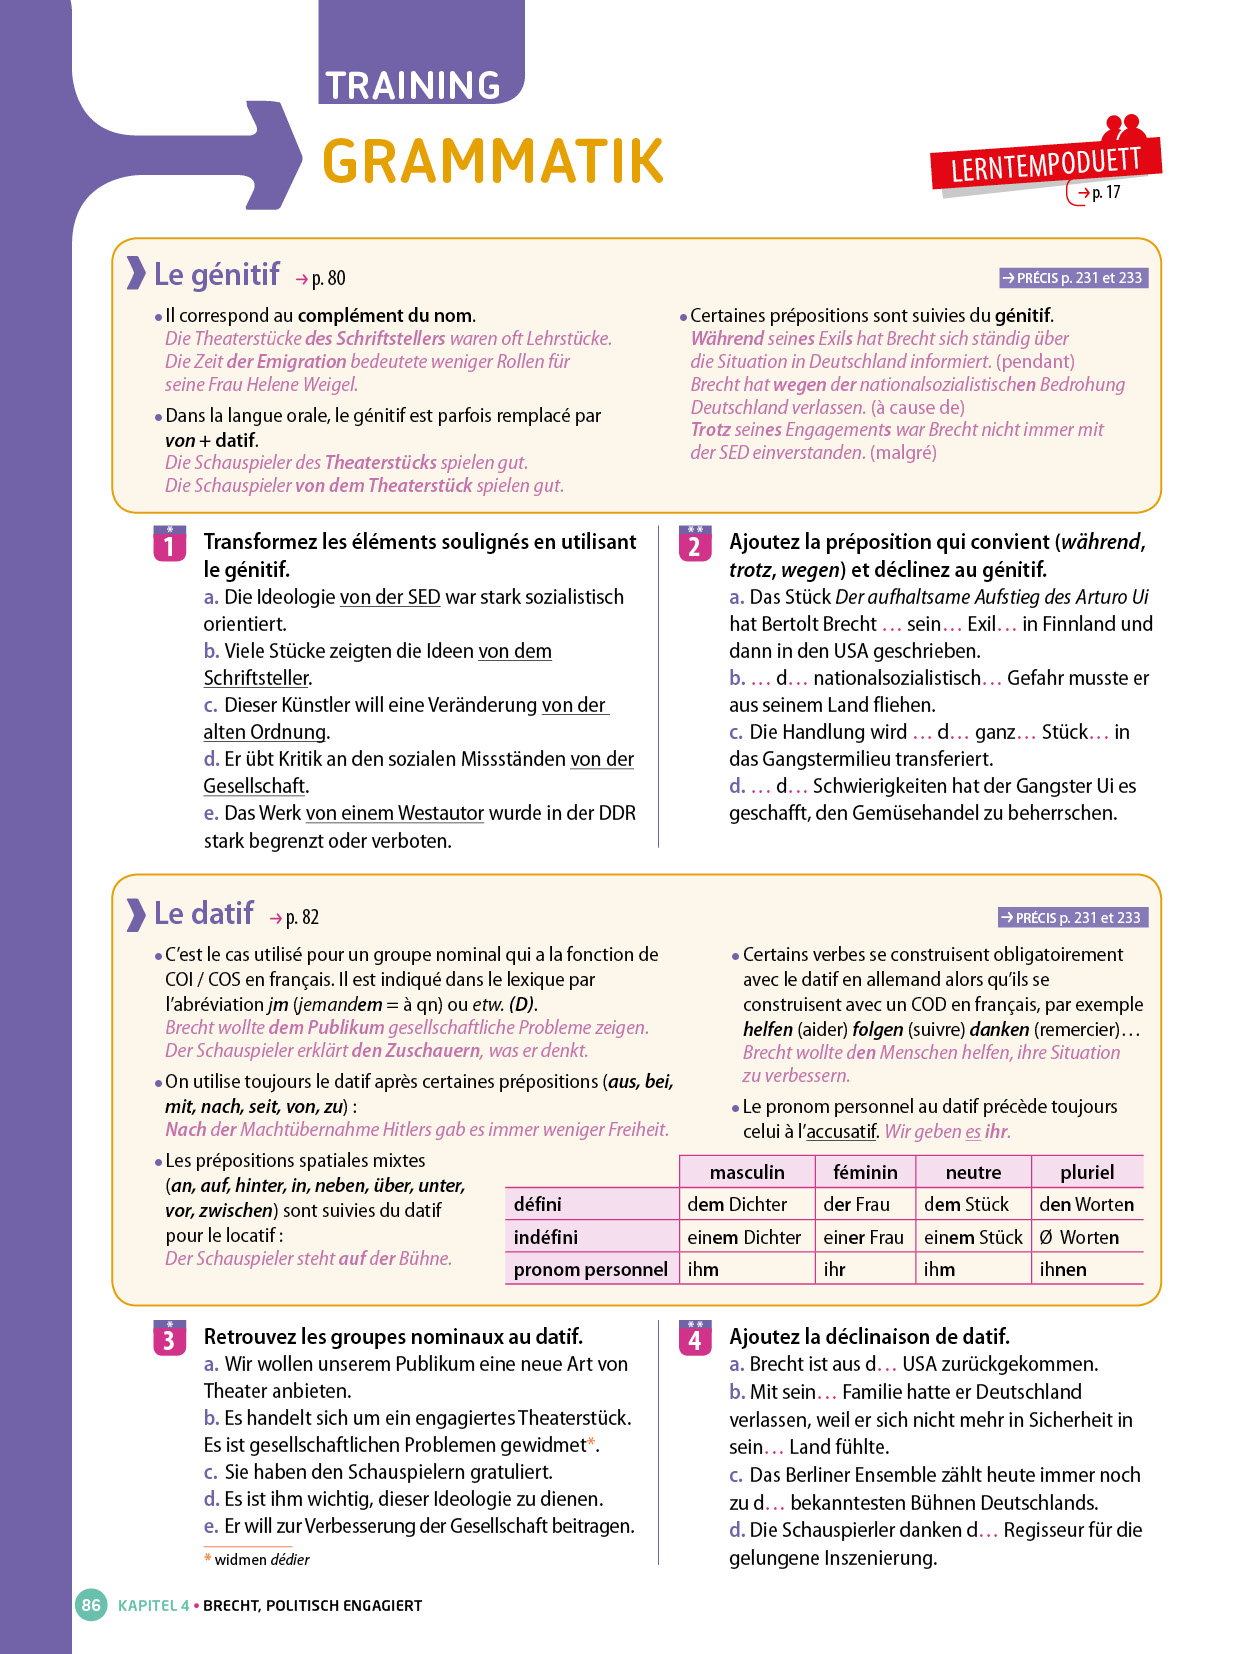 TRAINING
GRAMMATIK
LERNTEMPODUETT
→ p. 17
Le génitif → p. 80
→ PRÉCIS p. 231 et 233
• Il correspond au complément du nom.
Die Theaterstücke des Schriftstellers waren oft Lehrstücke.
Die Zeit der Emigration bedeutete weniger Rollen für
seine Frau Helene Weigel.
• Dans la langue orale, le génitif est parfois remplacé par
von + datif.
Die Schauspieler des Theaterstücks spielen gut.
Die Schauspieler von dem Theaterstück spielen gut.
• Certaines prépositions sont suivies du génitif.
Während seines Exils hat Brecht sich ständig über
die Situation in Deutschland informiert. (pendant)
Brecht hat wegen der nationalsozialistischen Bedrohung
Deutschland verlassen. (à cause de)
Trotz seines Engagements war Brecht nicht immer mit
der SED einverstanden. (malgré)
*
1 Transformez les éléments soulignés en utilisant
le génitif.
a. Die Ideologie von der SED war stark sozialistisch
orientiert.
b. Viele Stücke zeigten die Ideen von dem
Schriftsteller.
c. Dieser Künstler will eine Veränderung von der
alten Ordnung.
d. Er übt Kritik an den sozialen Missständen von der
Gesellschaft.
e. Das Werk von einem Westautor wurde in der DDR
stark begrenzt oder verboten.
**
2 Ajoutez la préposition qui convient (während,
trotz, wegen) et déclinez au génitif.
a. Das Stück Der aufhaltsame Aufstieg des Arturo Ui
hat Bertolt Brecht … sein… Exil… in Finnland und
dann in den USA geschrieben.
b. … d… nationalsozialistisch… Gefahr musste er
aus seinem Land fliehen.
c. Die Handlung wird … d… ganz… Stück… in
das Gangstermilieu transferiert.
d. … d… Schwierigkeiten hat der Gangster Ui es
geschafft, den Gemüsehandel zu beherrschen.
Le datif → p. 82
→ PRÉCIS p. 231 et 233
• C'est le cas utilisé pour un groupe nominal qui a la fonction de
COI / COS en français. Il est indiqué dans le lexique par
l'abréviation jm (jemandem = à qn) ou etw. (D).
Brecht wollte dem Publikum gesellschaftliche Probleme zeigen.
Der Schauspieler erklärt den Zuschauern, was er denkt.
• On utilise toujours le datif après certaines prépositions (aus, bei,
mit, nach, seit, von, zu) :
Nach der Machtübernahme Hitlers gab es immer weniger Freiheit.
• Les prépositions spatiales mixtes
(an, auf, hinter, in, neben, über, unter,
vor, zwischen) sont suivies du datif
pour le locatif :
Der Schauspieler steht auf der Bühne.
• Certains verbes se construisent obligatoirement
avec le datif en allemand alors qu'ils se
construisent avec un COD en français, par exemple
helfen (aider) folgen (suivre) danken (remercier)…
Brecht wollte den Menschen helfen, ihre Situation
zu verbessern.
• Le pronom personnel au datif précède toujours
celui à l'accusatif. Wir geben es ihr.
masculin féminin neutre pluriel
défini dem Dichter der Frau dem Stück den Worten
indéfini einem Dichter einer Frau einem Stück Ø Worten
pronom personnel ihm ihr ihm ihnen
*
3 Retrouvez les groupes nominaux au datif.
a. Wir wollen unserem Publikum eine neue Art von
Theater anbieten.
b. Es handelt sich um ein engagiertes Theaterstück.
Es ist gesellschaftlichen Problemen gewidmet*.
c. Sie haben den Schauspielern gratuliert.
d. Es ist ihm wichtig, dieser Ideologie zu dienen.
e. Er will zur Verbesserung der Gesellschaft beitragen.
* widmen dédier
**
4 Ajoutez la déclinaison de datif.
a. Brecht ist aus d… USA zurückgekommen.
b. Mit sein… Familie hatte er Deutschland
verlassen, weil er sich nicht mehr in Sicherheit in
sein… Land fühlte.
c. Das Berliner Ensemble zählt heute immer noch
zu d… bekanntesten Bühnen Deutschlands.
d. Die Schauspierler danken d… Regisseur für die
gelungene Inszenierung.
86 KAPITEL 4 • BRECHT, POLITISCH ENGAGIERT